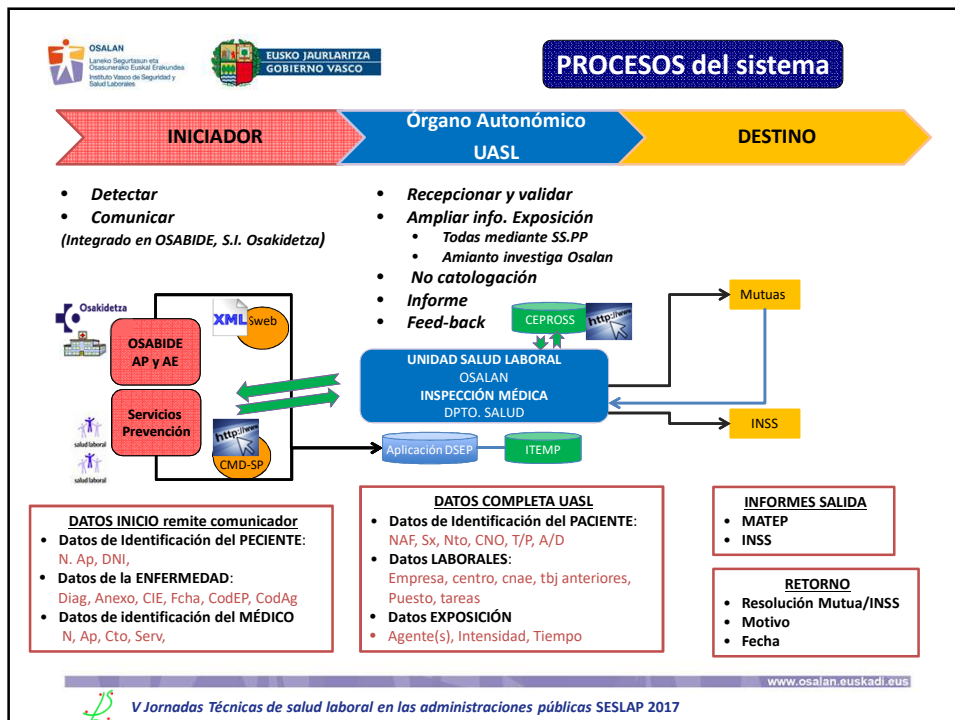 OSALAN
Laneko Segurtasun eta
Osasunerako Euskal Erakundea
Instituto Vasco de Seguridad y
Salud Laborales
EUSKO JAURLARITZA
GOBIERNO VASCO
PROCESOS del sistema
INICIADOR
Órgano Autonómico
UASL
DESTINO
• Detectar
• Comunicar
(Integrado en OSABIDE, S.I. Osakidetza)
• Recepcionar y validar
• Ampliar info. Exposición
• Todas mediante SS.PP
• Amianto investiga Osalan
• No catologación
• Informe
• Feed-back
Osakidetza
OSABIDE
AP y AE
XML
Sweb
CEPROSS
http://www
Mutuas
UNIDAD SALUD LABORAL
OSALAN
INSPECCIÓN MÉDICA
DPTO. SALUD
Servicios
Prevención
salud laboral
salud laboral
http://www
CMD-SP
Aplicación DSEP
ITEMP
INSS
DATOS INICIO remite comunicador
• Datos de Identificación del PECIENTE:
N. Ap, DNI,
• Datos de la ENFERMEDAD:
Diag, Anexo, CIE, Fcha, CodEP, CodAg
• Datos de identificación del MÉDICO
N, Ap, Cto, Serv,
DATOS COMPLETA UASL
• Datos de Identificación del PACIENTE:
NAF, Sx, Nto, CNO, T/P, A/D
• Datos LABORALES:
Empresa, centro, cnae, tbj anteriores,
Puesto, tareas
• Datos EXPOSICIÓN
• Agente(s), Intensidad, Tiempo
INFORMES SALIDA
• MATEP
• INSS
RETORNO
• Resolución Mutua/INSS
• Motivo
• Fecha
www.osalan.euskadi.eus
V Jornadas Técnicas de salud laboral en las administraciones públicas SESLAP 2017